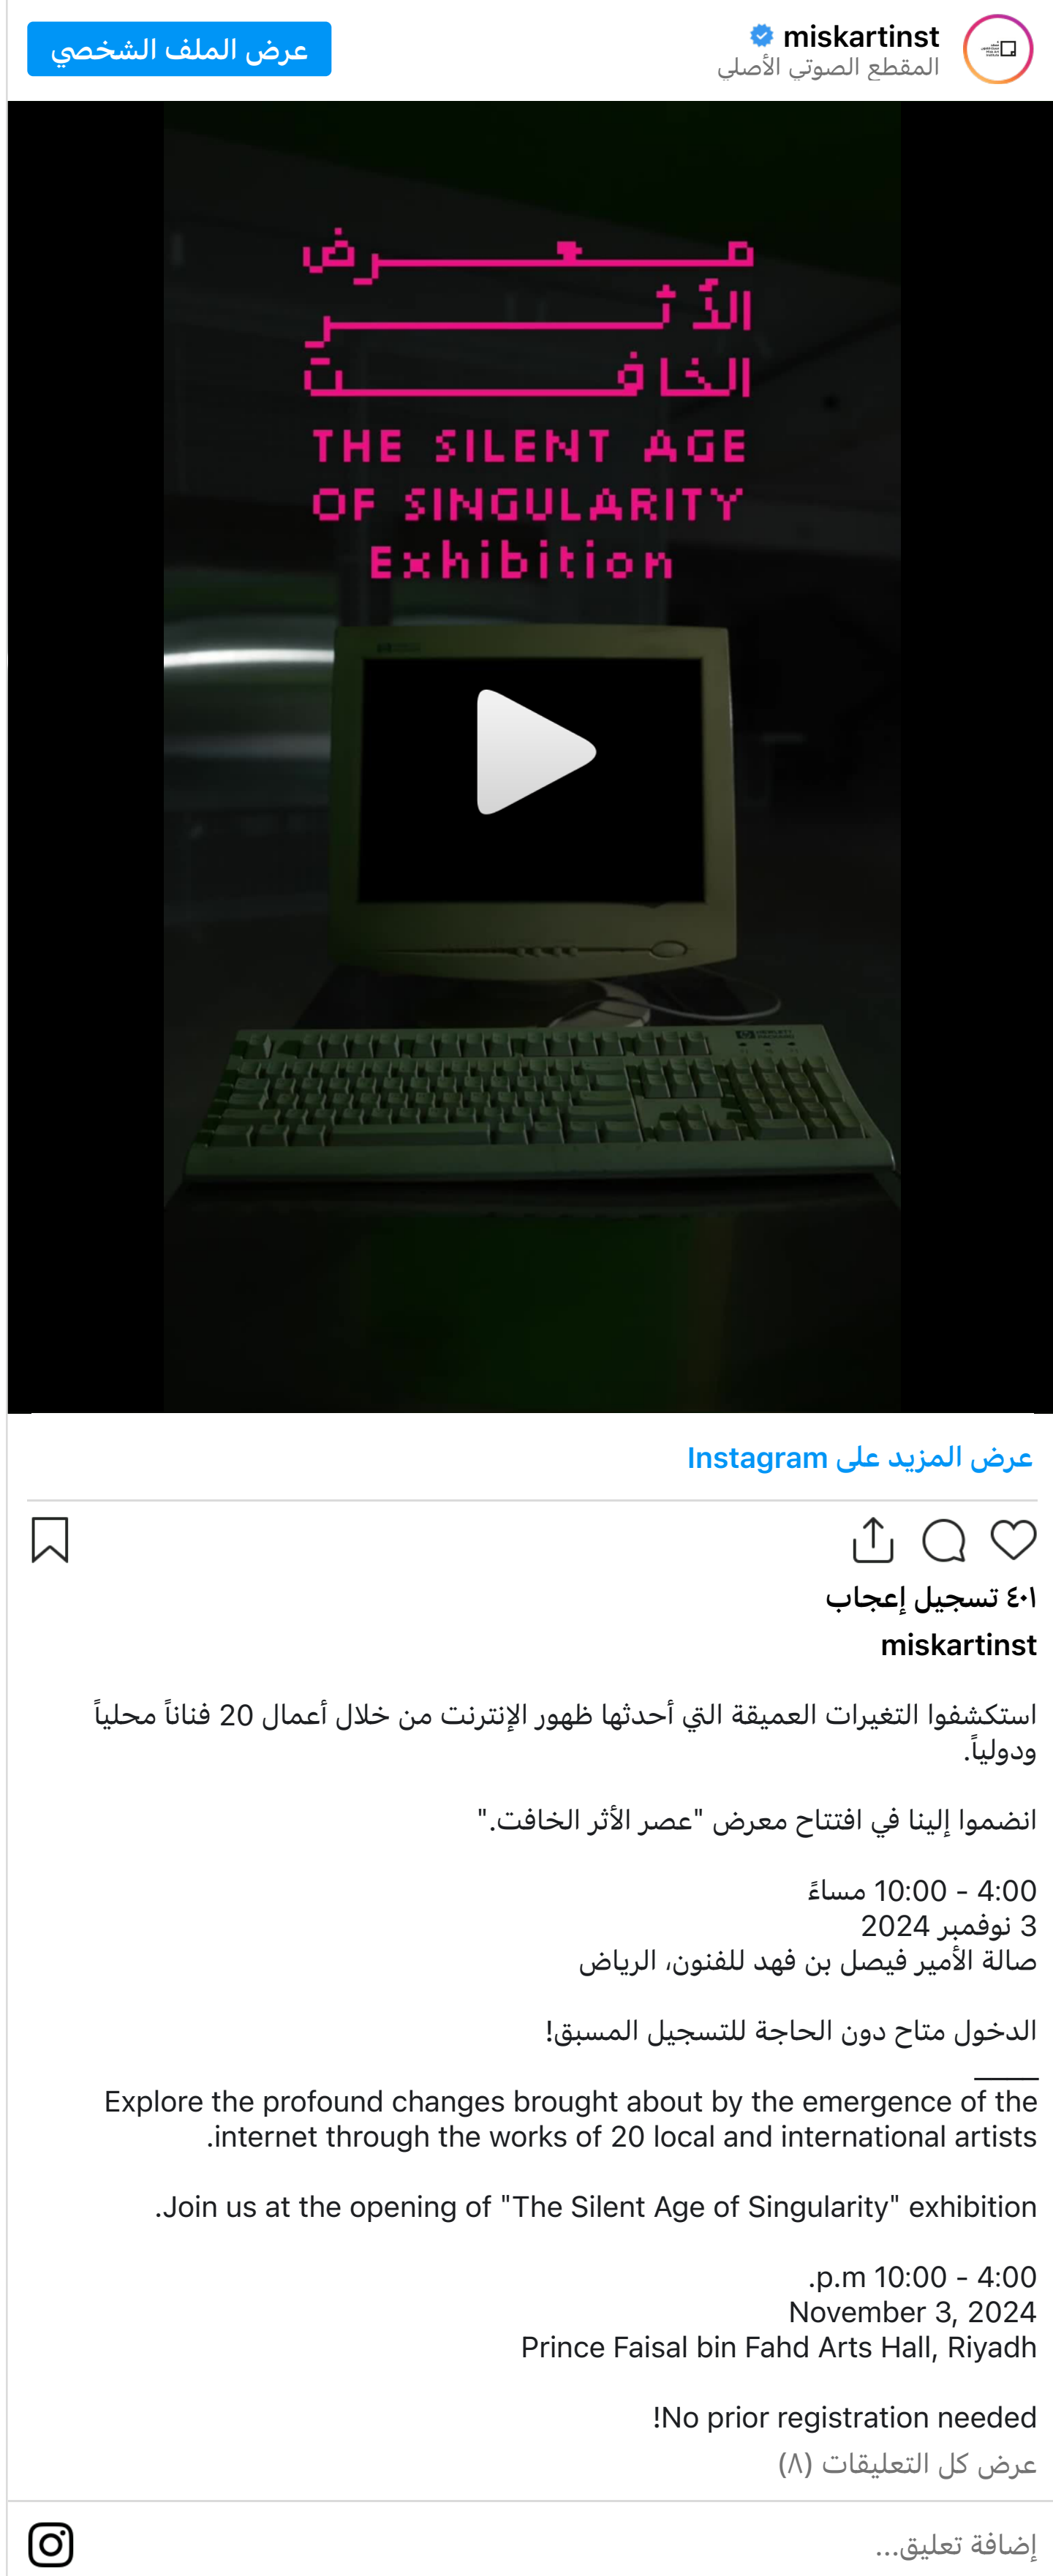 miskartinst
المقطع الصوتي الأصلي
عرض الملف الشخصي
معرض
الأثر
الخافت
THE SILENT AGE
OF SINGULARITY
Exhibition
HEWLETT
PACKARD
عرض المزيد على Instagram
٤٠١ تسجيل إعجاب
miskartinst
استكشفوا التغيرات العميقة التي أحدثها ظهور الإنترنت من خلال أعمال 20 فناناً محلياً
ودولياً.
انضموا إلينا في افتتاح معرض "عصر الأثر الخافت."
4:00 - 10:00 مساءً
3 نوفمبر 2024
صالة الأمير فيصل بن فهد للفنون، الرياض
الدخول متاح دون الحاجة للتسجيل المسبق!
____
Explore the profound changes brought about by the emergence of the
internet through the works of 20 local and international artists.
Join us at the opening of "The Silent Age of Singularity" exhibition.
4:00 - 10:00 p.m.
November 3, 2024
Prince Faisal bin Fahd Arts Hall, Riyadh
No prior registration needed!
عرض كل التعليقات (٨)
إضافة تعليق...